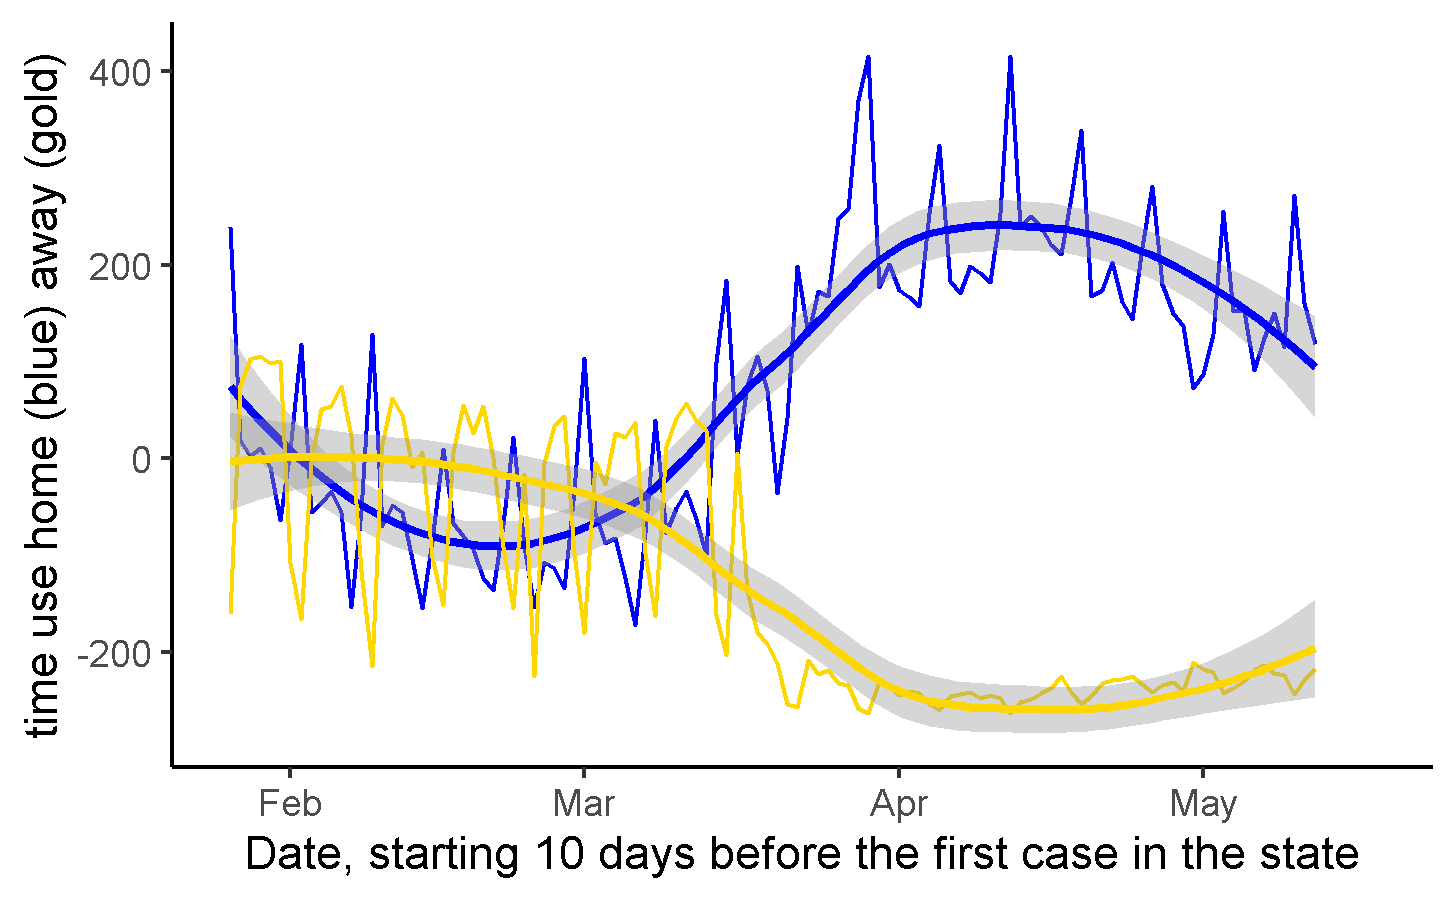 time use home (blue) away (gold)
400
200
0
-200
Feb
Mar
Apr
May
Date, starting 10 days before the first case in the state